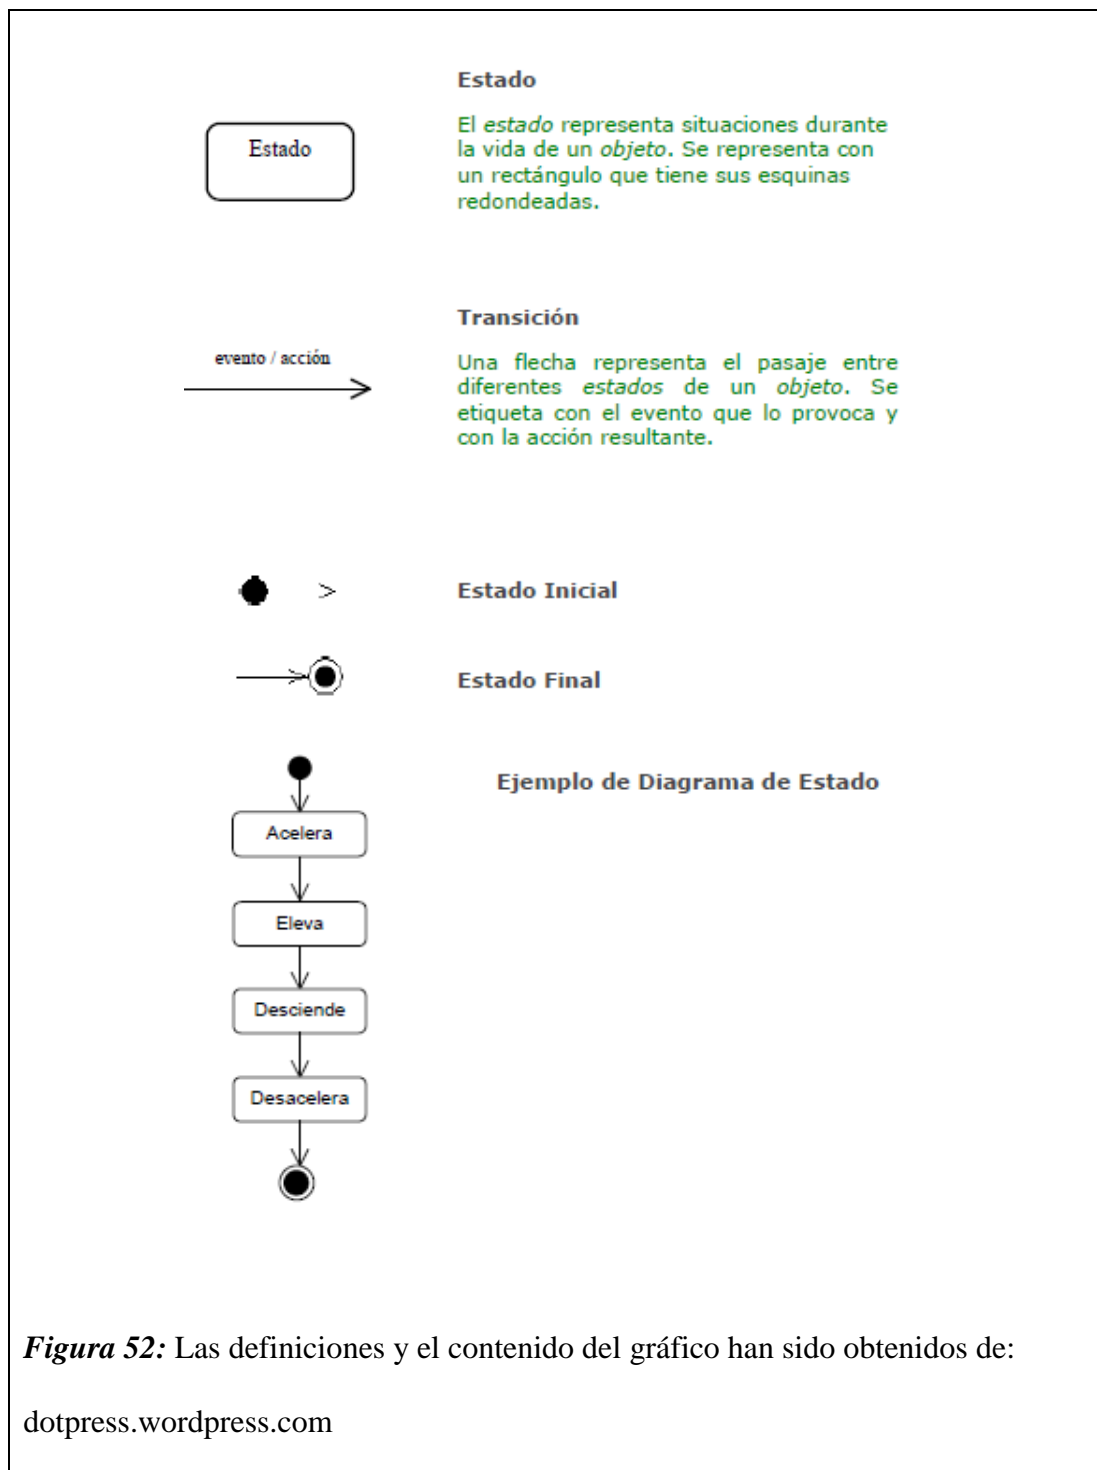 Estado
Estado
El estado representa situaciones durante
la vida de un objeto. Se representa con
un rectángulo que tiene sus esquinas
redondeadas.
Transición
evento / acción
Una flecha representa el pasaje entre
diferentes estados de un objeto. Se
etiqueta con el evento que lo provoca y
con la acción resultante.
Estado Inicial
Estado Final
Ejemplo de Diagrama de Estado
Acelera
Eleva
Desciende
Desacelera
Figura 52: Las definiciones y el contenido del gráfico han sido obtenidos de:
dotpress.wordpress.com